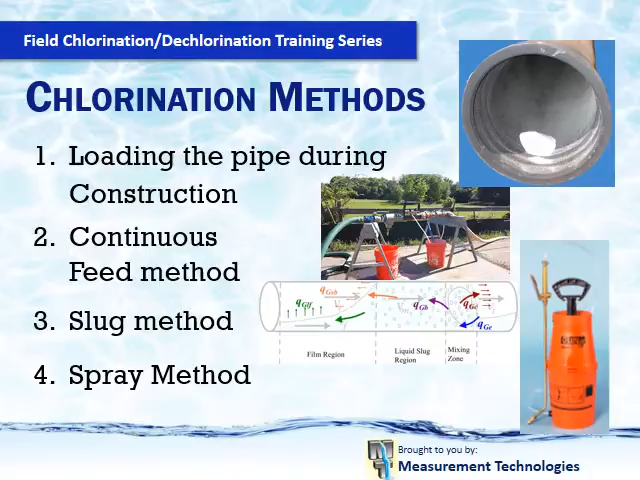 Field Chlorination/Dechlorination Training Series
CHLORINATION METHODS
1. Loading the pipe during
Construction
2. Continuous
Feed method
3. Slug method
4. Spray Method
Film Region
Liquid Slug
Region
Mixing
Zone
Brought to you by:
Measurement Technologies